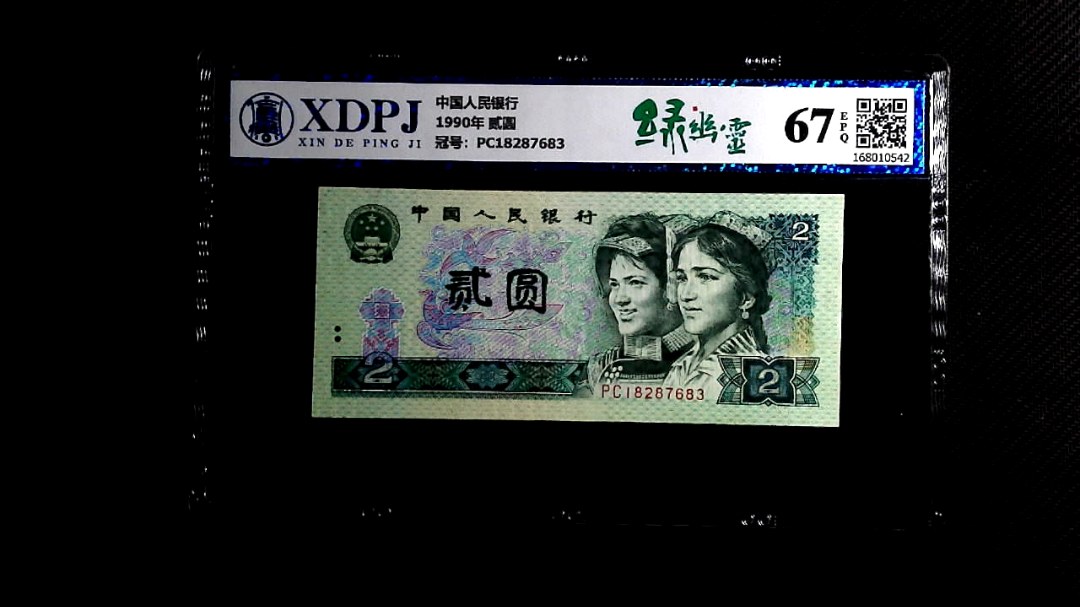 XDPJ
XIN DE PING JI
中国人民银行
1990年 贰圆
冠号：PC18287683
绿幽靈
67
EPQ
168010542
中国人民银行
贰圆
2
2
2
PC18287683